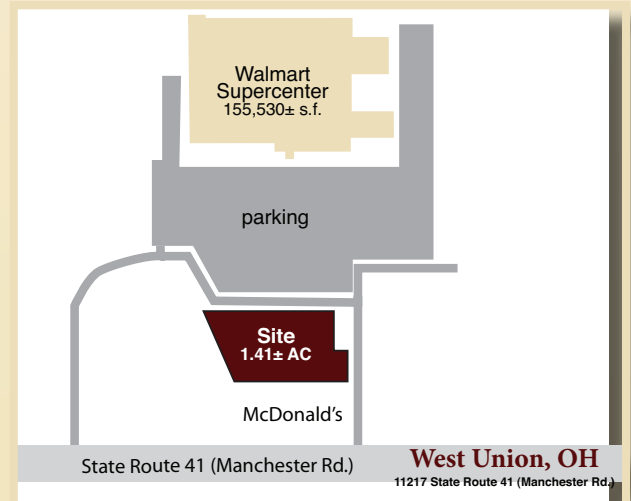 Walmart
Supercenter
155,530± s.f.
parking
Site
1.41± AC
McDonald's
State Route 41 (Manchester Rd.)
West Union, OH
11217 State Route 41 (Manchester Rd.)